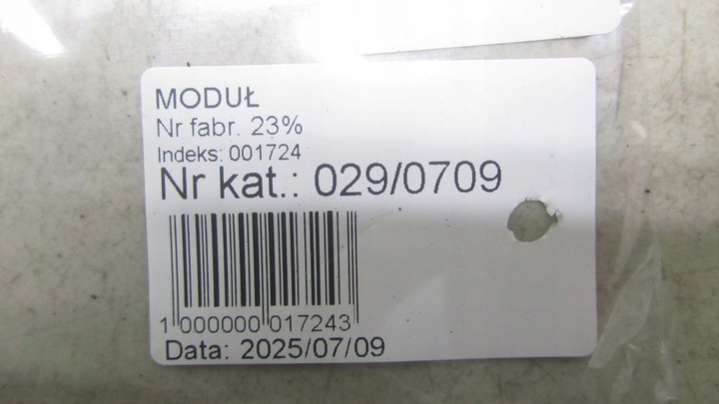 MODUŁ
Nr fabr. 23%
Indeks: 001724
Nr kat.: 029/0709
1 000000 017243
Data: 2025/07/09